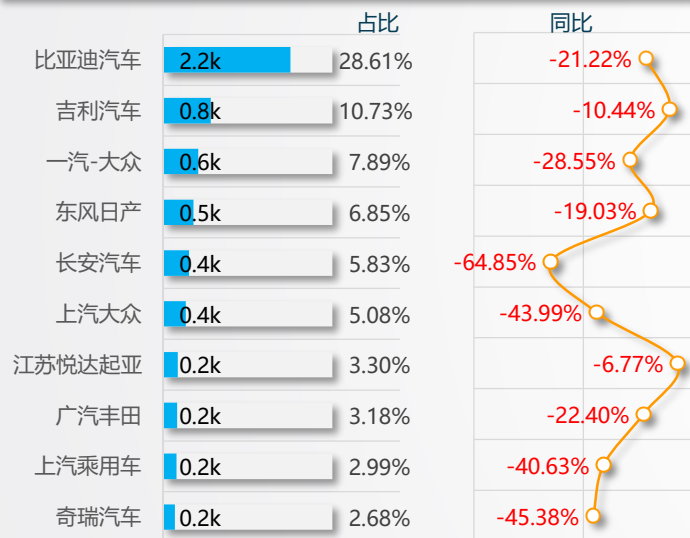 占比 同比
比亚迪汽车 2.2k 28.61% -21.22%
吉利汽车 0.8k 10.73% -10.44%
一汽-大众 0.6k 7.89% -28.55%
东风日产 0.5k 6.85% -19.03%
长安汽车 0.4k 5.83% -64.85%
上汽大众 0.4k 5.08% -43.99%
江苏悦达起亚 0.2k 3.30% -6.77%
广汽丰田 0.2k 3.18% -22.40%
上汽乘用车 0.2k 2.99% -40.63%
奇瑞汽车 0.2k 2.68% -45.38%